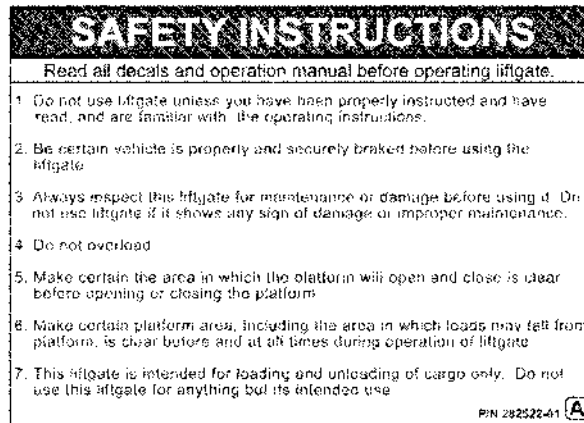 SAFETY INSTRUCTIONS
Read all decals and operation manual before operating liftgate.
1. Do not use liftgate unless you have been properly instructed and have
read, and are familiar with, the operating instructions.
2. Be certain vehicle is properly and securely braked before using the
liftgate.
3. Always inspect this liftgate for maintenance or damage before using it. Do
not use liftgate if it shows any sign of damage or improper maintenance.
4. Do not overload.
5. Make certain the area in which the platform will open and close is clear
before opening or closing the platform.
6. Make certain platform area, including the area in which loads may fall from
platform, is clear before and at all times during operation of liftgate.
7. This liftgate is intended for loading and unloading of cargo only. Do not
use this liftgate for anything but its intended use.
P/N 282522-01 A